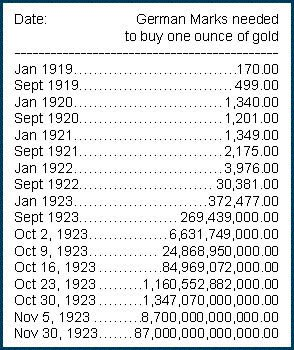 Date: German Marks needed
to buy one ounce of gold
Jan 1919..............................170.00
Sept 1919............................499.00
Jan 1920...........................1,340.00
Sept 1920.........................1,201.00
Jan 1921...........................1,349.00
Sept 1921.........................2,175.00
Jan 1922...........................3,976.00
Sept 1922....................... 30,381.00
Jan 1923.......................372,477.00
Sept 1923................269,439,000.00
Oct 2, 1923............6,631,749,000.00
Oct 9, 1923.......... 24,868,950,000.00
Oct 16, 1923.........84,969,072,000.00
Oct 23, 1923 .....1,160,552,882,000.00
Oct 30, 1923 .....1,347,070,000,000.00
Nov 5, 1923 ......8,700,000,000,000.00
Nov 30, 1923.....87,000,000,000,000.00